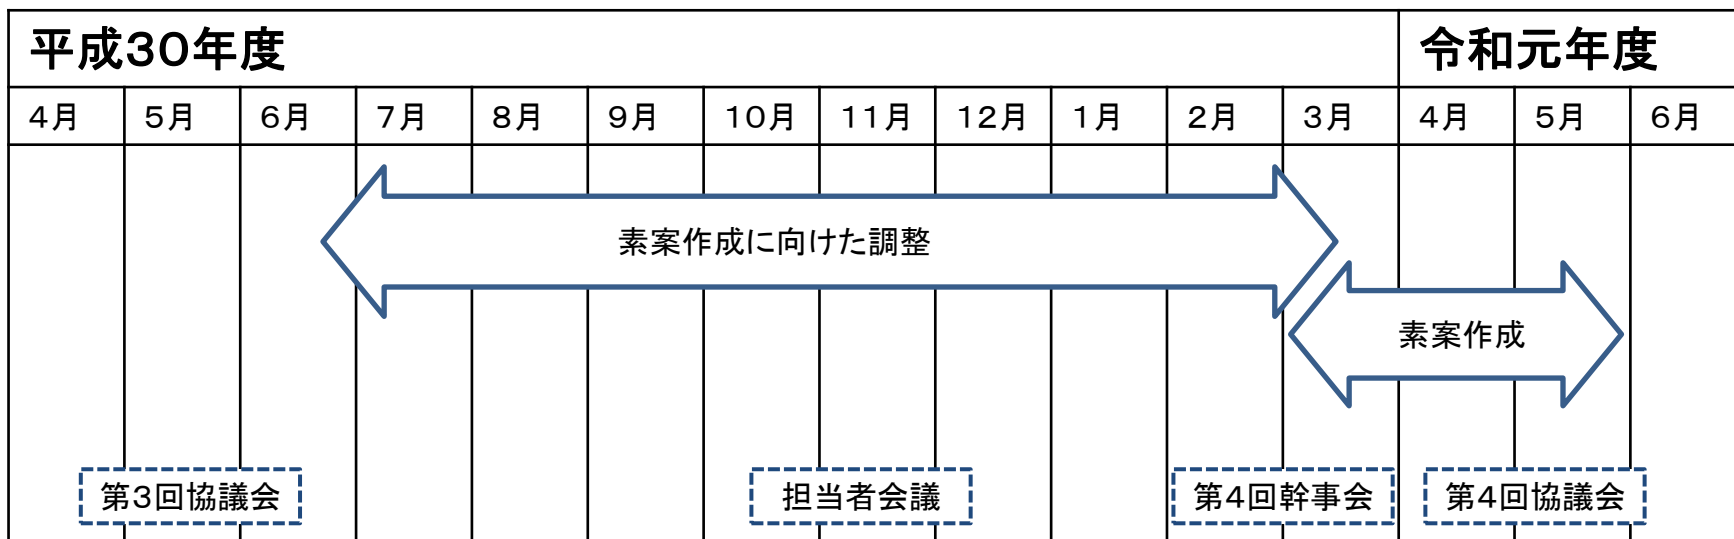 平成30年度 令和元年度
4月 5月 6月 7月 8月 9月 10月 11月 12月 1月 2月 3月 4月 5月 6月
素案作成に向けた調整
素案作成
第3回協議会 担当者会議 第4回幹事会 第4回協議会